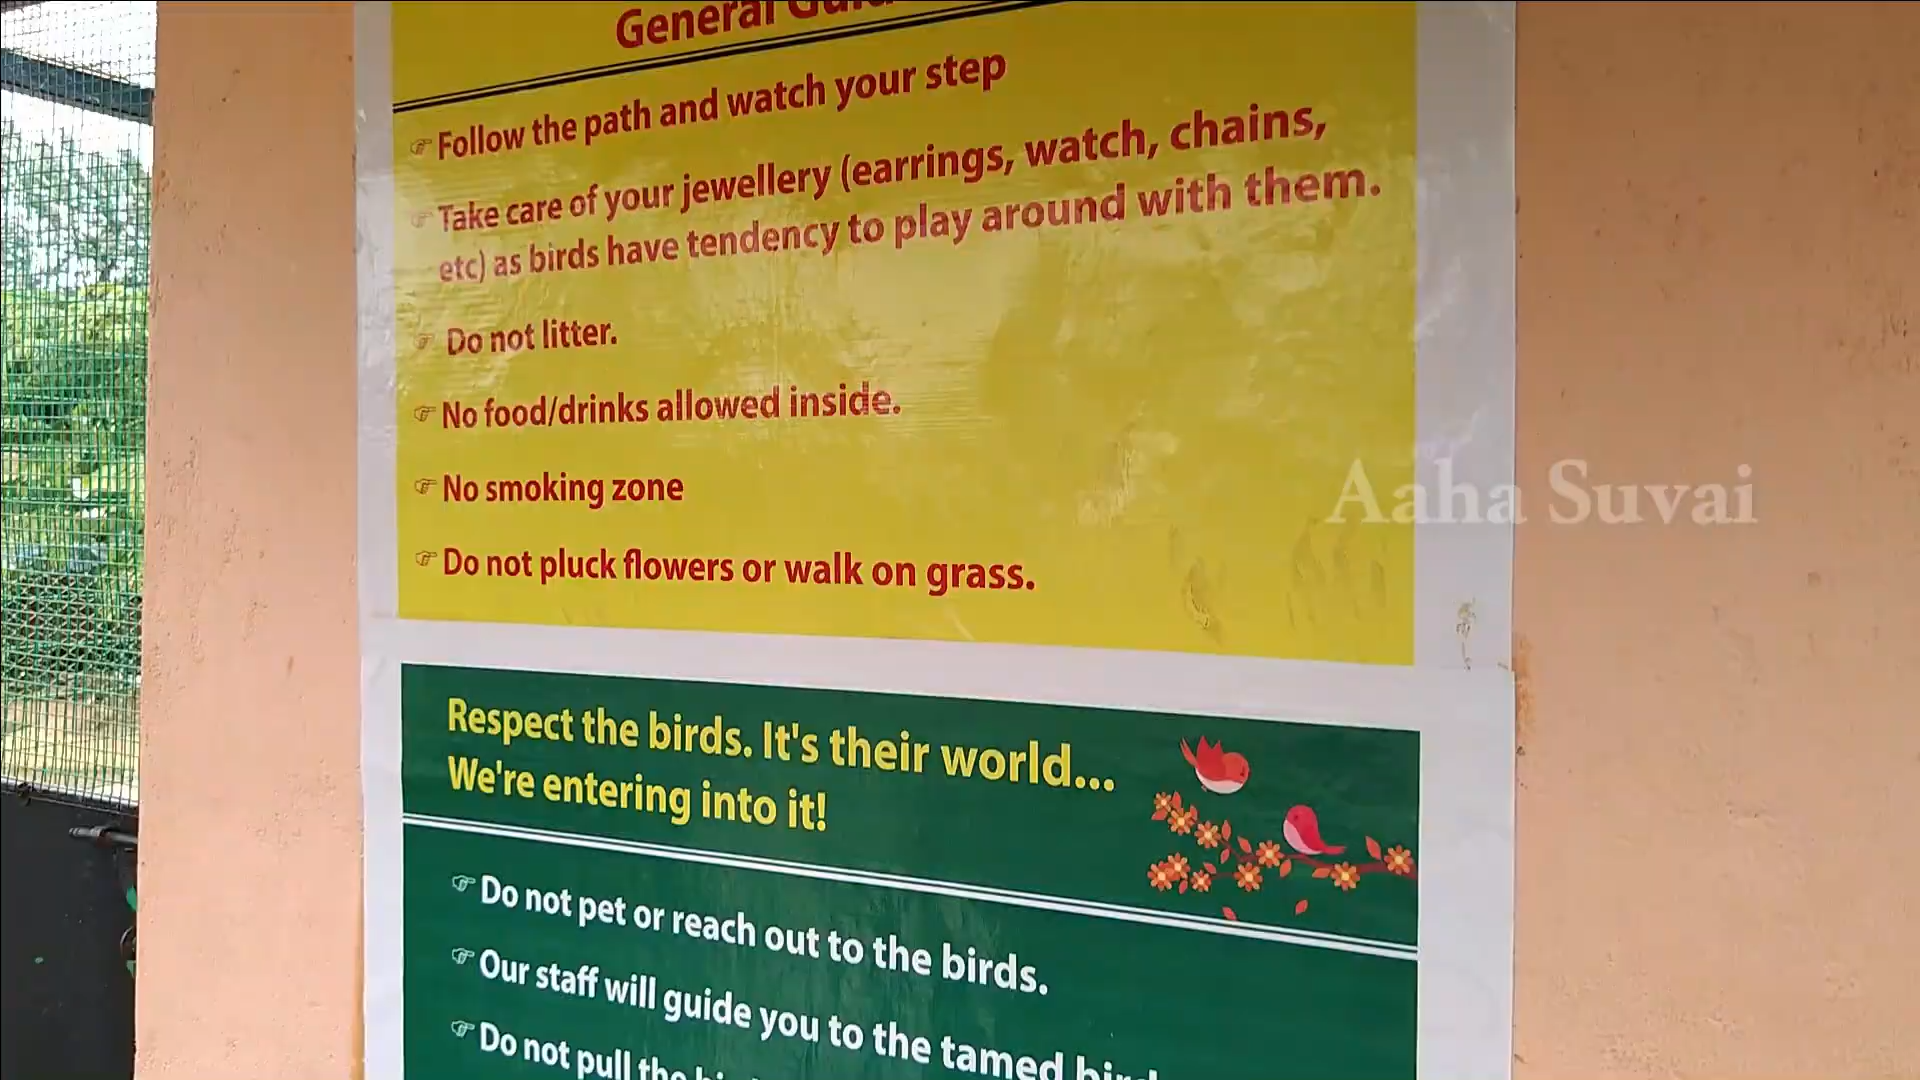 General
Follow the path and watch your step
Take care of your jewellery (earrings, watch, chains,
etc) as birds have tendency to play around with them.
Do not litter.
No food/drinks allowed inside.
No smoking zone
Do not pluck flowers or walk on grass.
Aaha Suvai
Respect the birds. It's their world...
We're entering into it!
Do not pet or reach out to the birds.
Our staff will guide you to the tamed
Do not pull the